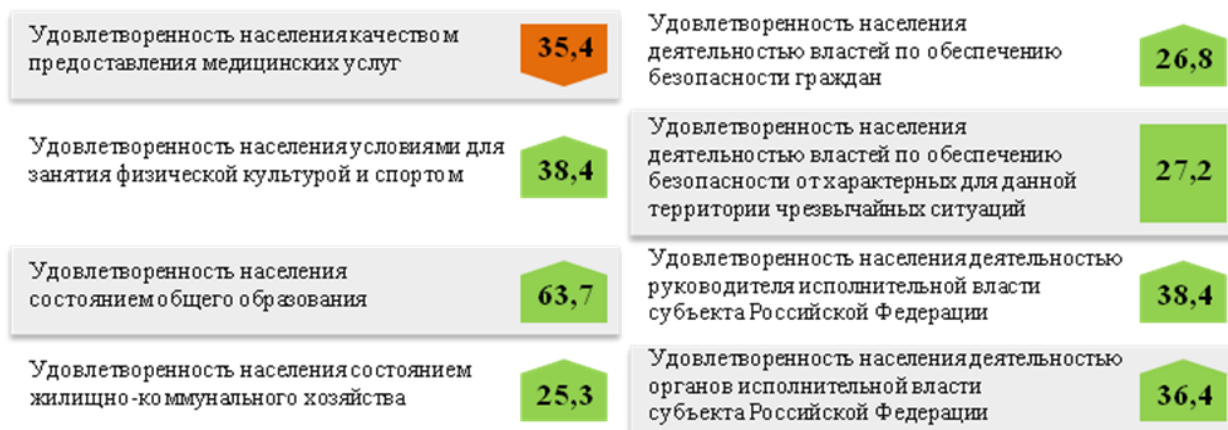 Удовлетворенность населения качеством
предоставления медицинских услуг
35,4
Удовлетворенность населения условиями для
занятия физической культурой и спортом
38,4
Удовлетворенность населения
состоянием общего образования
63,7
Удовлетворенность населения состоянием
жилищно-коммунального хозяйства
25,3
Удовлетворенность населения
деятельностью властей по обеспечению
безопасности граждан
26,8
Удовлетворенность населения
деятельностью властей по обеспечению
безопасности от характерных для данной
территории чрезвычайных ситуаций
27,2
Удовлетворенность населения деятельностью
руководителя исполнительной власти
субъекта Российской Федерации
38,4
Удовлетворенность населения деятельностью
органов исполнительной власти
субъекта Российской Федерации
36,4